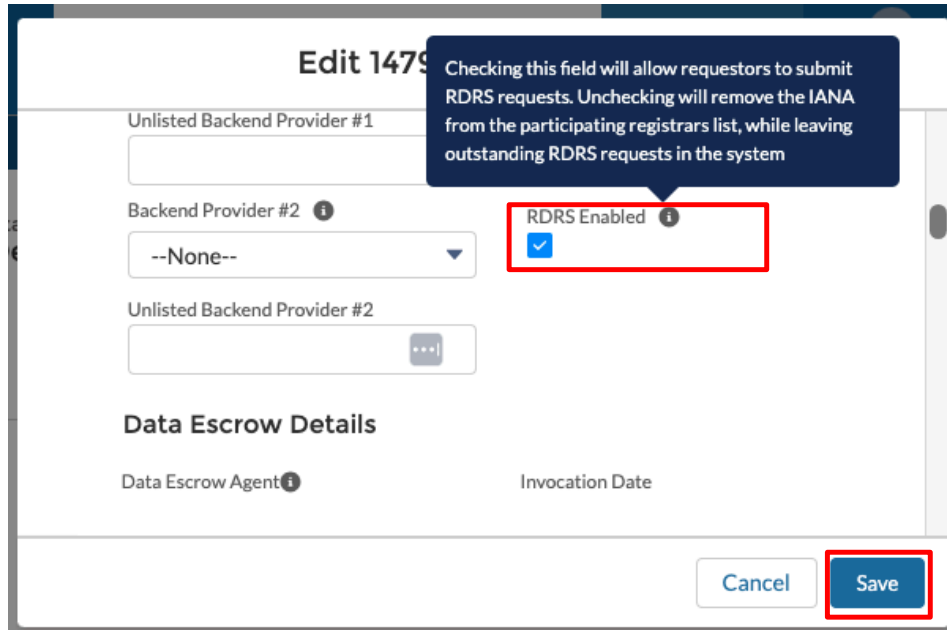 Edit 1479
Checking this field will allow requestors to submit
RDRS requests. Unchecking will remove the IANA
from the participating registrars list, while leaving
outstanding RDRS requests in the system
Unlisted Backend Provider #1
Backend Provider #2
RDRS Enabled
--None--
Unlisted Backend Provider #2
Data Escrow Details
Data Escrow Agent
Invocation Date
Cancel
Save